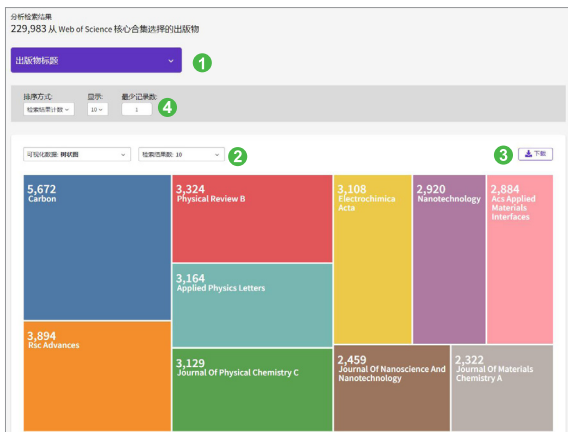 分析检索结果
229,983 从 Web of Science 核心合集选择的出版物
出版物标题
1
排序方式:
显示:
最少记录数:
检索结果计数
10
1
4
可视化数据: 树状图
检索结果数: 10
2
3
下载
5,672
Carbon
3,324
Physical Review B
3,108
Electrochimica
Acta
2,920
Nanotechnology
2,884
Acs Applied
Materials
Interfaces
3,164
Applied Physics Letters
3,894
Rsc Advances
3,129
Journal Of Physical Chemistry C
2,459
Journal Of Nanoscience And
Nanotechnology
2,322
Journal Of Materials
Chemistry A